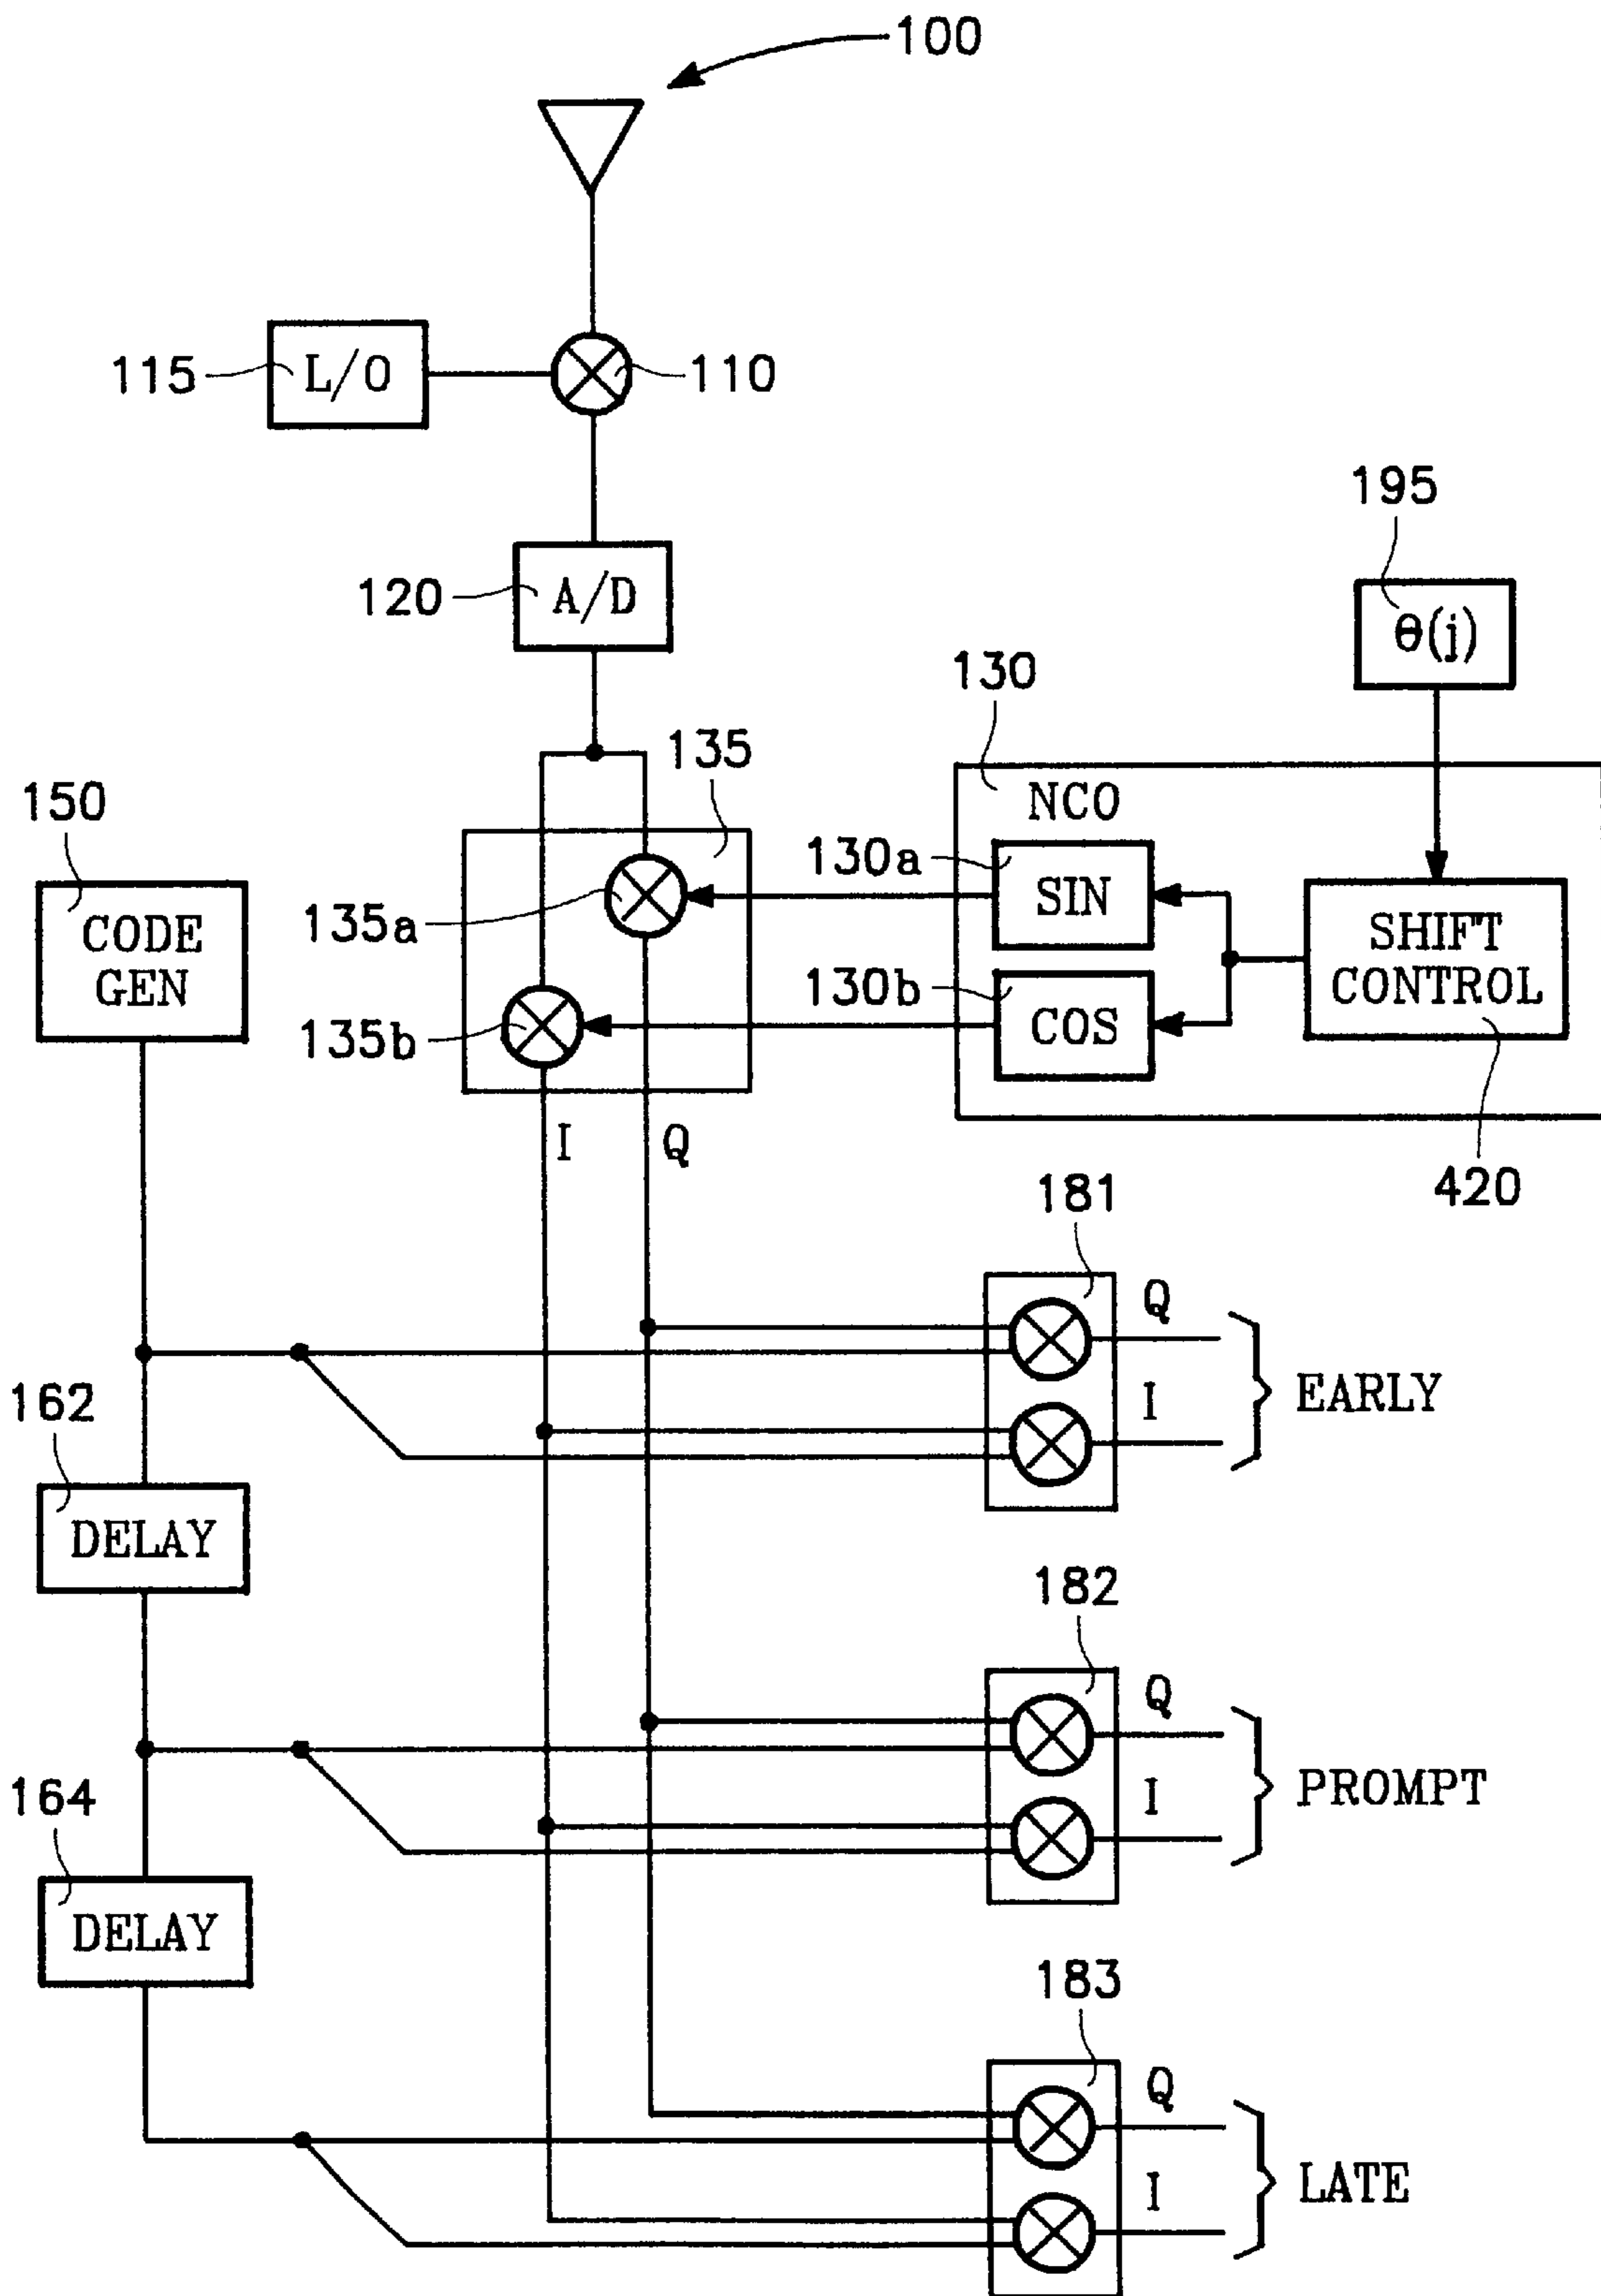 100
115
L/O
110
195
120
A/D
θ(j)
130
135
NCO
150
130a
SIN
135a
CODE
GEN
SHIFT
CONTROL
130b
COS
135b
I
Q
420
181
Q
I
EARLY
162
DELAY
182
Q
I
PROMPT
164
DELAY
183
Q
I
LATE